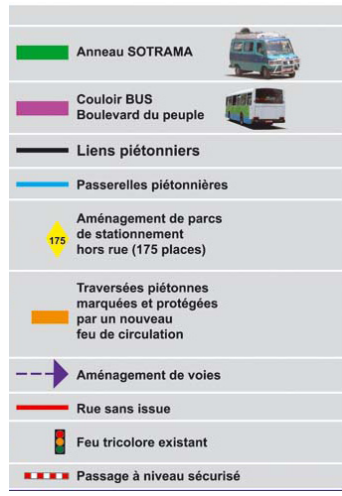 Anneau SOTRAMA
Couloir BUS
Boulevard du peuple
Liens piétonniers
Passerelles piétonnières
175
Aménagement de parcs
de stationnement
hors rue (175 places)
Traversées piétonnes
marquées et protégées
par un nouveau
feu de circulation
Aménagement de voies
Rue sans issue
Feu tricolore existant
Passage à niveau sécurisé